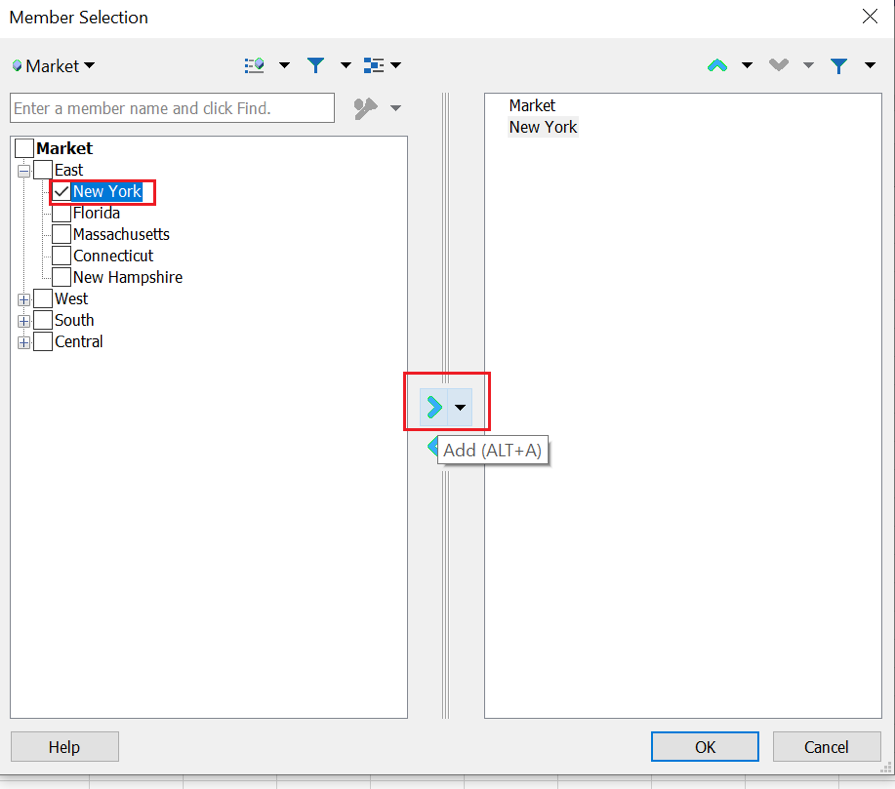 Member Selection
Market
Enter a member name and click Find.
Market
East
New York
Florida
Massachusetts
Connecticut
New Hampshire
West
South
Central
Add (ALT+A)
Market
New York
Help
OK
Cancel